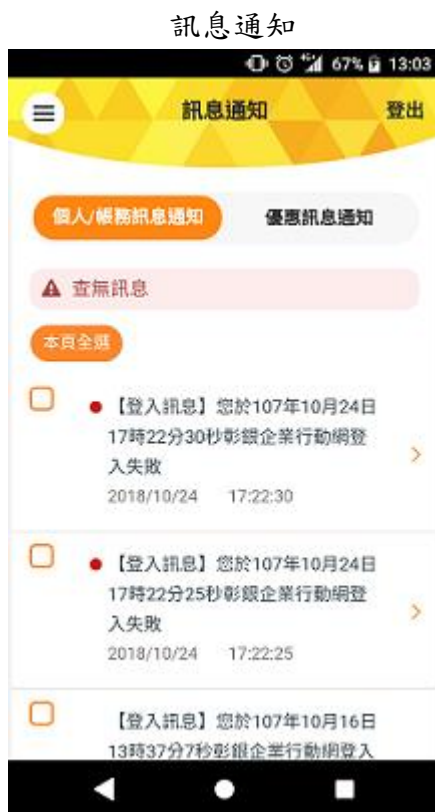 訊息通知
67% 13:03
訊息通知 登出
個人/帳務訊息通知 優惠訊息通知
查無訊息
本頁全選
【登入訊息】您於107年10月24日
17時22分30秒彰銀企業行動網登
入失敗
2018/10/24 17:22:30
【登入訊息】您於107年10月24日
17時22分25秒彰銀企業行動網登
入失敗
2018/10/24 17:22:25
【登入訊息】您於107年10月16日
13時37分7秒彰銀企業行動網登入